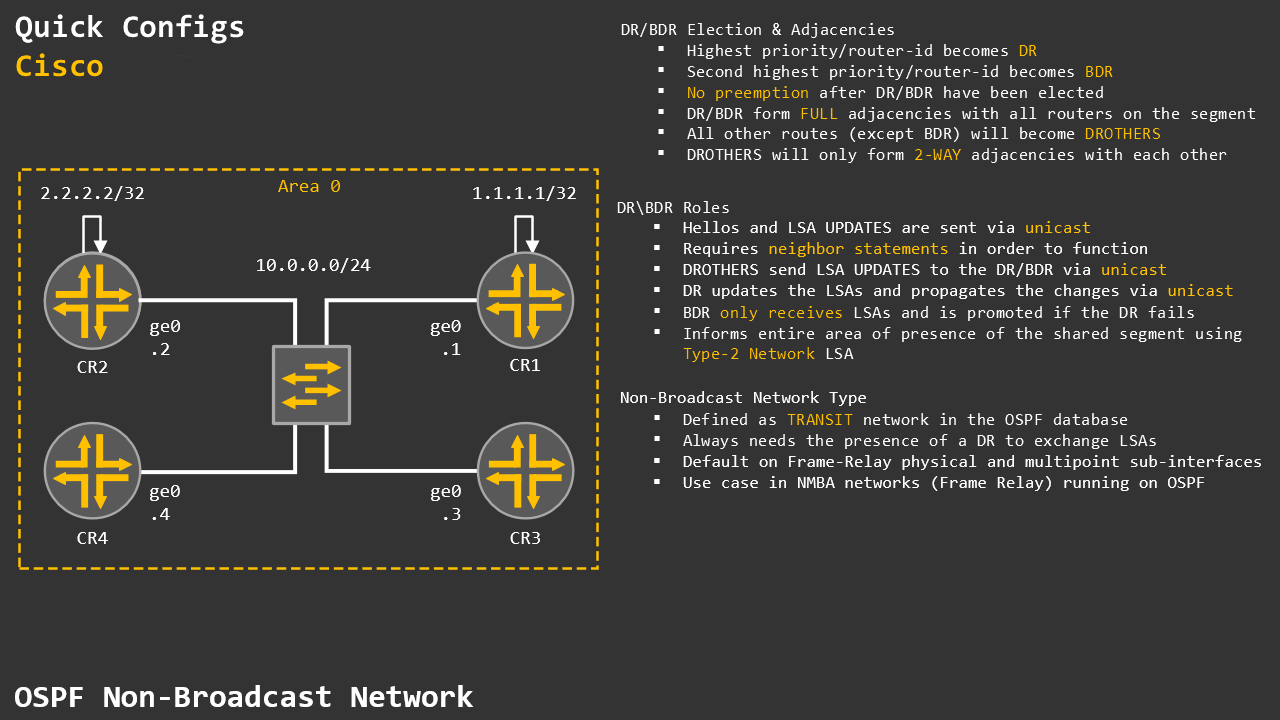 Quick Configs
Cisco
DR/BDR Election & Adjacencies
▪ Highest priority/router-id becomes DR
▪ Second highest priority/router-id becomes BDR
▪ No preemption after DR/BDR have been elected
▪ DR/BDR form FULL adjacencies with all routers on the segment
▪ All other routes (except BDR) will become DROTHERS
▪ DROTHERS will only form 2-WAY adjacencies with each other
Area 0
2.2.2.2/32
1.1.1.1/32
10.0.0.0/24
ge0
.2
CR2
ge0
.1
CR1
ge0
.4
CR4
ge0
.3
CR3
DR\BDR Roles
▪ Hellos and LSA UPDATES are sent via unicast
▪ Requires neighbor statements in order to function
▪ DROTHERS send LSA UPDATES to the DR/BDR via unicast
▪ DR updates the LSAs and propagates the changes via unicast
▪ BDR only receives LSAs and is promoted if the DR fails
▪ Informs entire area of presence of the shared segment using
Type-2 Network LSA
Non-Broadcast Network Type
▪ Defined as TRANSIT network in the OSPF database
▪ Always needs the presence of a DR to exchange LSAs
▪ Default on Frame-Relay physical and multipoint sub-interfaces
▪ Use case in NMBA networks (Frame Relay) running on OSPF
OSPF Non-Broadcast Network